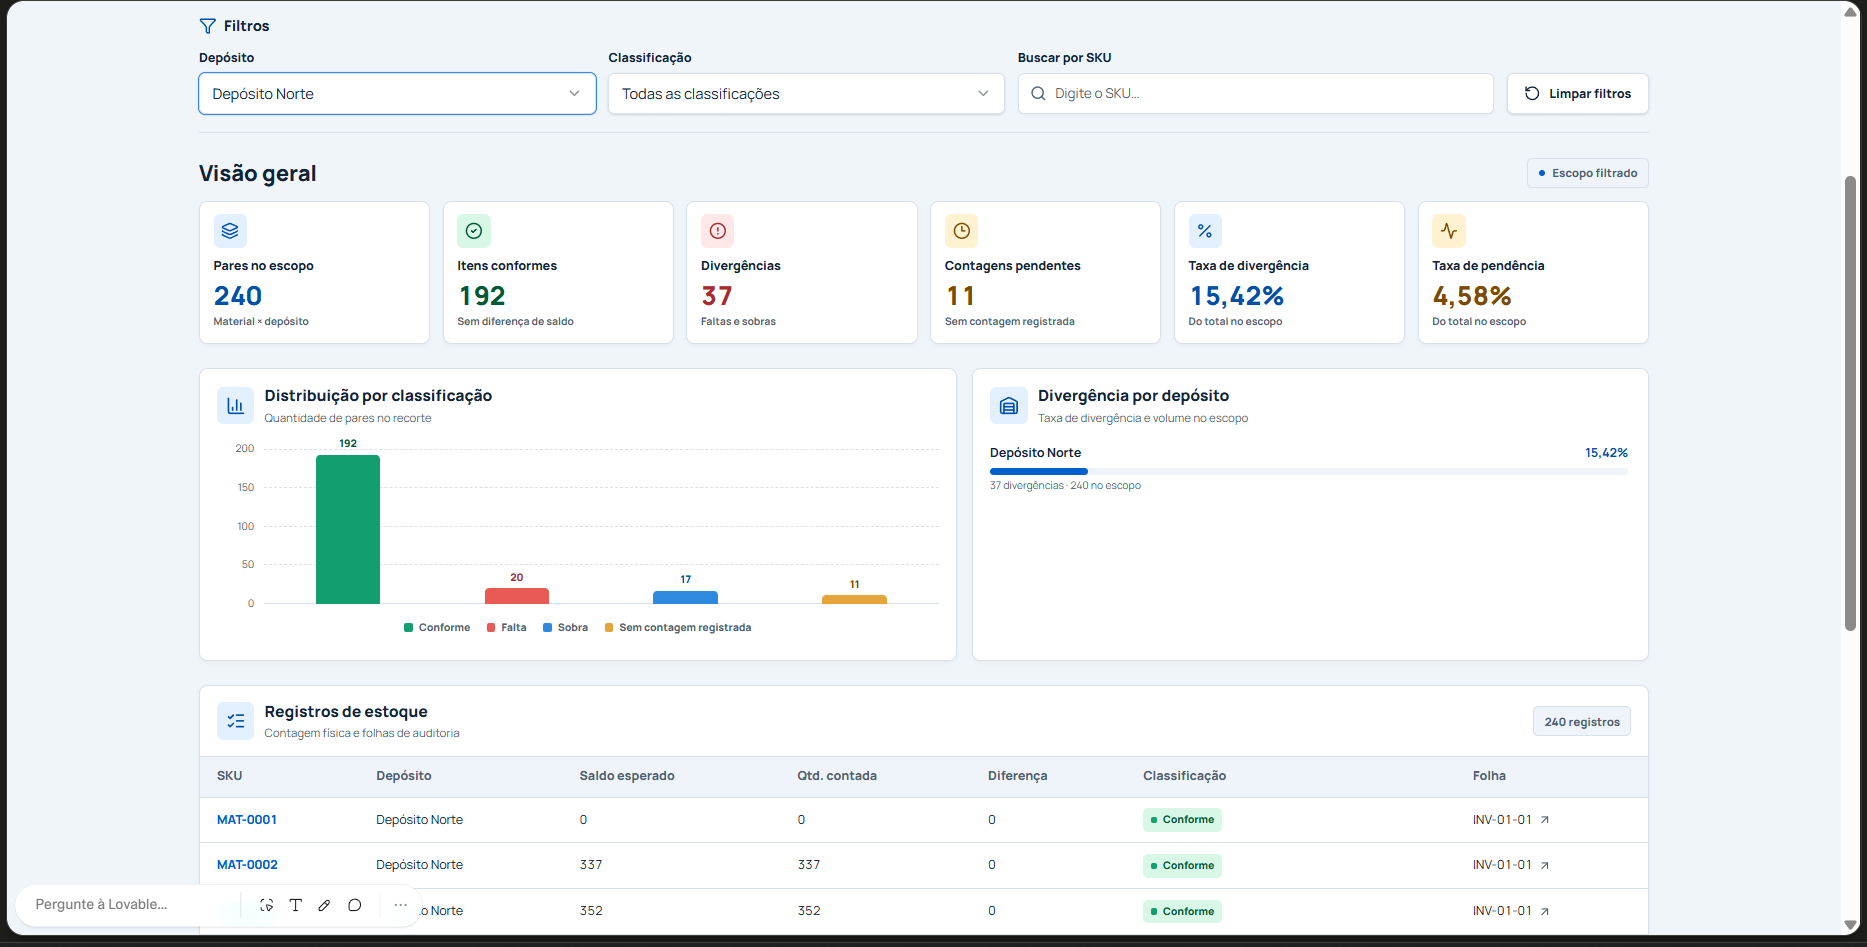 Filtros
Depósito
Classificação
Buscar por SKU
Depósito Norte
Todas as classificações
Digite o SKU...
Limpar filtros
Visão geral
Escopo filtrado
Pares no escopo
240
Material × depósito
Itens conformes
192
Sem diferença de saldo
Divergências
37
Faltas e sobras
Contagens pendentes
11
Sem contagem registrada
Taxa de divergência
15,42%
Do total no escopo
Taxa de pendência
4,58%
Do total no escopo
Distribuição por classificação
Quantidade de pares no recorte
200
150
100
50
0
192
20
17
11
Conforme
Falta
Sobra
Sem contagem registrada
Divergência por depósito
Taxa de divergência e volume no escopo
Depósito Norte 15,42%
37 divergências · 240 no escopo
Registros de estoque
Contagem física e folhas de auditoria
240 registros
SKU Depósito Saldo esperado Qtd. contada Diferença Classificação Folha
MAT-0001 Depósito Norte 0 0 0 Conforme INV-01-01
MAT-0002 Depósito Norte 337 337 0 Conforme INV-01-01
to Norte 352 352 0 Conforme INV-01-01
Pergunte à Lovable...